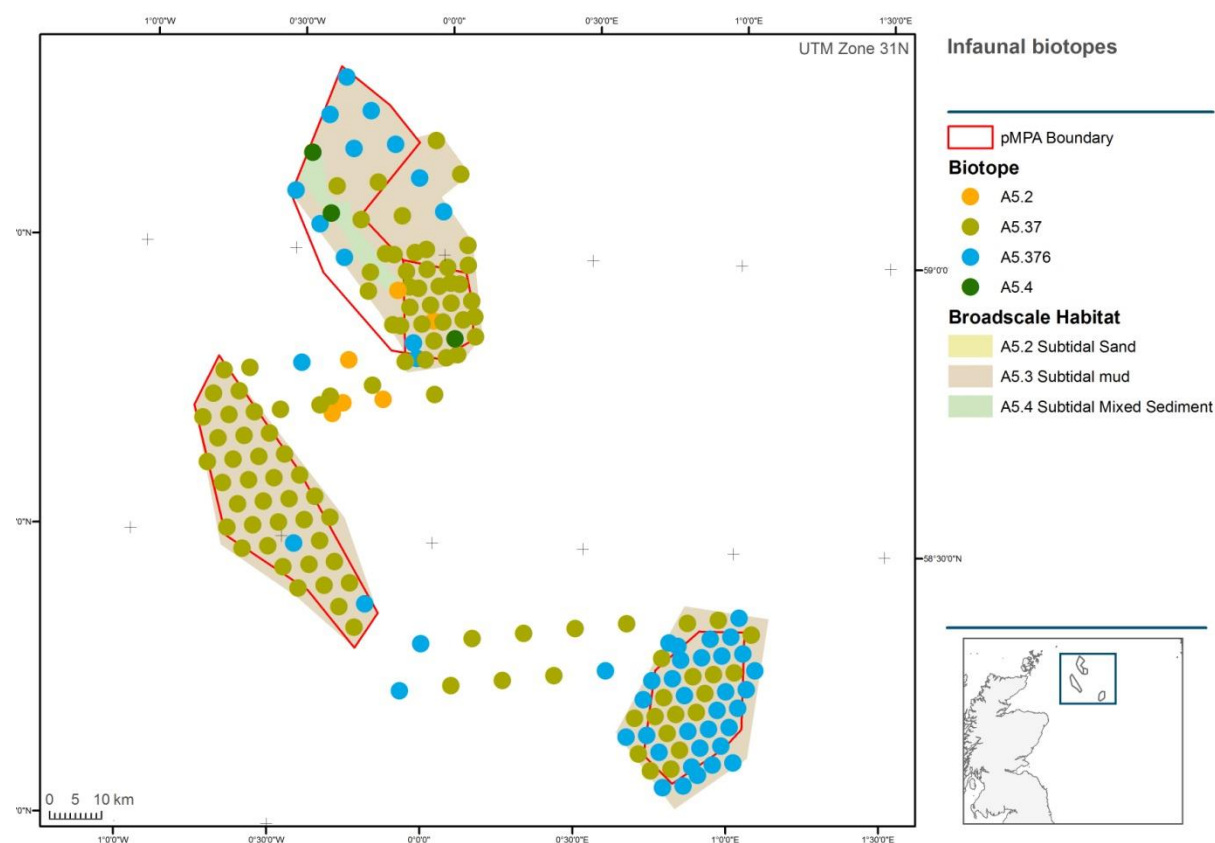 1°0'0"W 0°30'0"W 0°0'0" 0°30'0"E 1°0'0"E 1°30'0"E
UTM Zone 31N
Infaunal biotopes
pMPA Boundary
Biotope
A5.2
A5.37
A5.376
A5.4
Broadscale Habitat
A5.2 Subtidal Sand
A5.3 Subtidal mud
A5.4 Subtidal Mixed Sediment
'0"N
59°0'0
'0"N
58°30'0"N
'0"N
0 5 10 km
1°0'0"W 0°30'0"W 0°0'0" 0°30'0"E 1°0'0"E 1°30'0"E